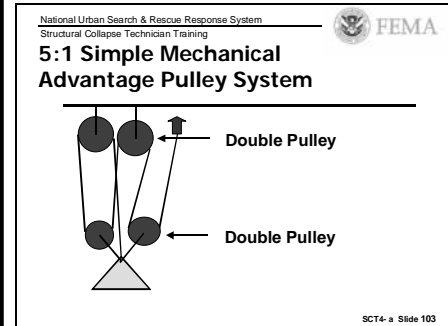 National Urban Search & Rescue Response System
Structural Collapse Technician Training
FEMA
5:1 Simple Mechanical
Advantage Pulley System
Double Pulley
Double Pulley
SCT4- a Slide 103